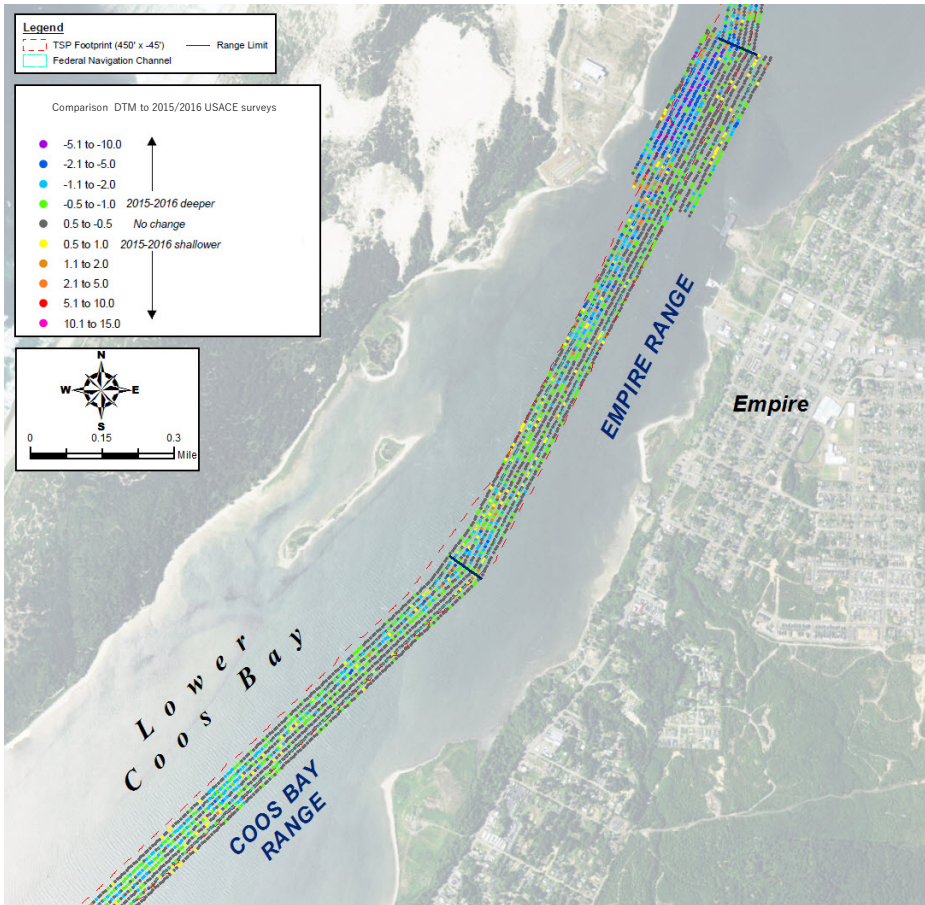 Legend
TSP Footprint (450' x -45')
Range Limit
Federal Navigation Channel
Comparison DTM to 2015/2016 USACE surveys
-5.1 to -10.0
-2.1 to -5.0
-1.1 to -2.0
-0.5 to -1.0 2015-2016 deeper
0.5 to -0.5 No change
0.5 to 1.0 2015-2016 shallower
1.1 to 2.0
2.1 to 5.0
5.1 to 10.0
10.1 to 15.0
N
W E
S
0 0.15 0.3
Mile
EMPIRE RANGE
Empire
Lower
Coos Bay
COOS BAY
RANGE